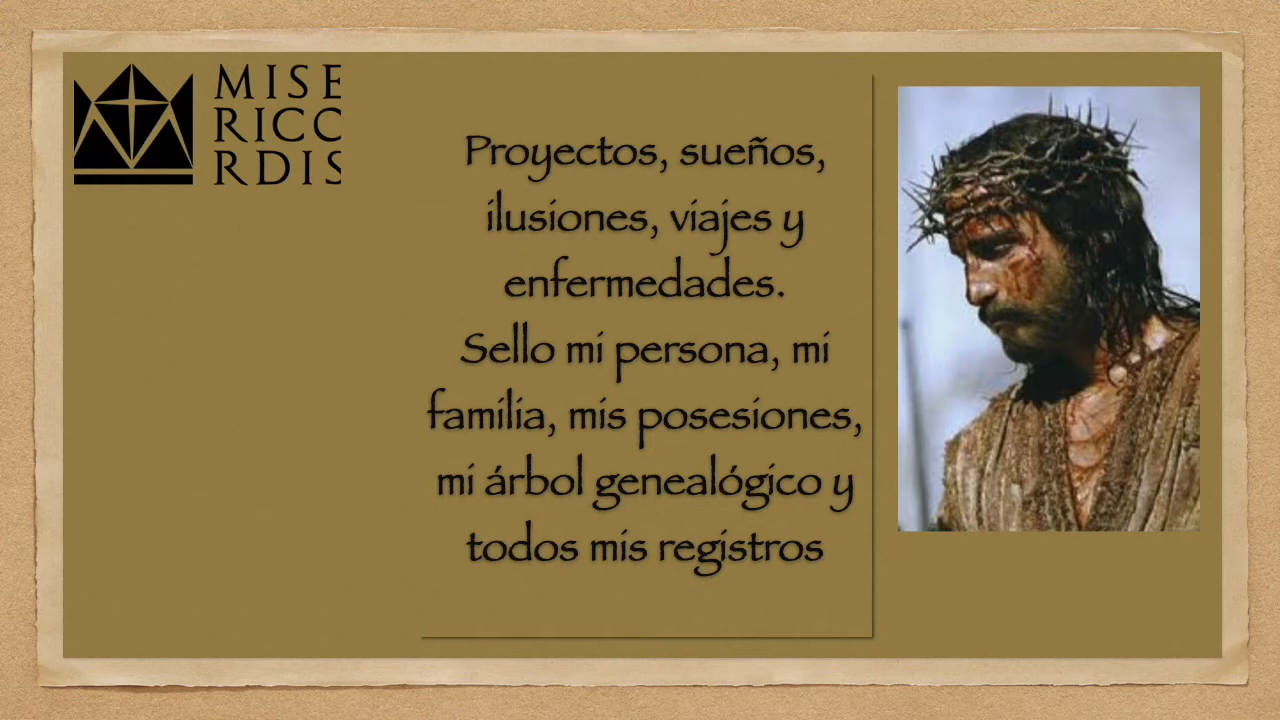 MISE
RICC
RDIS
Proyectos, sueños,
ilusiones, viajes y
enfermedades.
Sello mi persona, mi
familia, mis posesiones,
mi árbol genealógico y
todos mis registros